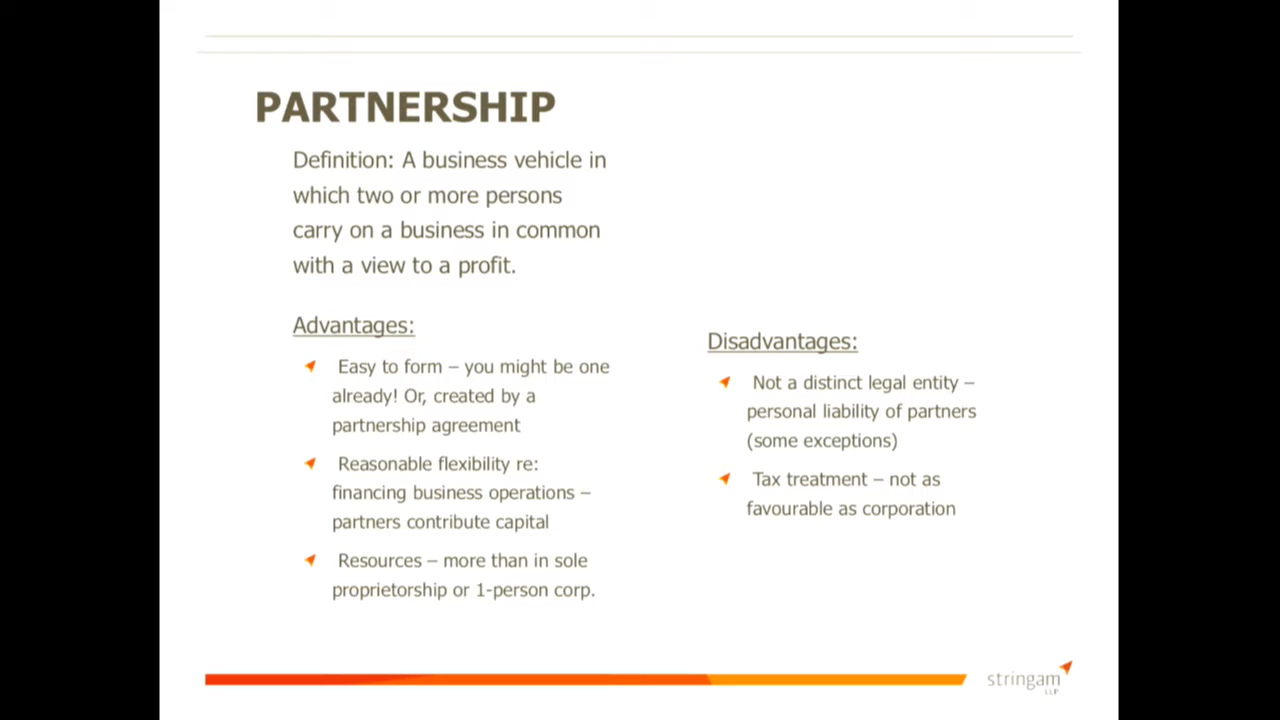 PARTNERSHIP
Definition: A business vehicle in
which two or more persons
carry on a business in common
with a view to a profit.
Advantages:
Easy to form – you might be one
already! Or, created by a
partnership agreement
Reasonable flexibility re:
financing business operations –
partners contribute capital
Resources – more than in sole
proprietorship or 1-person corp.
Disadvantages:
Not a distinct legal entity –
personal liability of partners
(some exceptions)
Tax treatment – not as
favourable as corporation
stringam
LLP